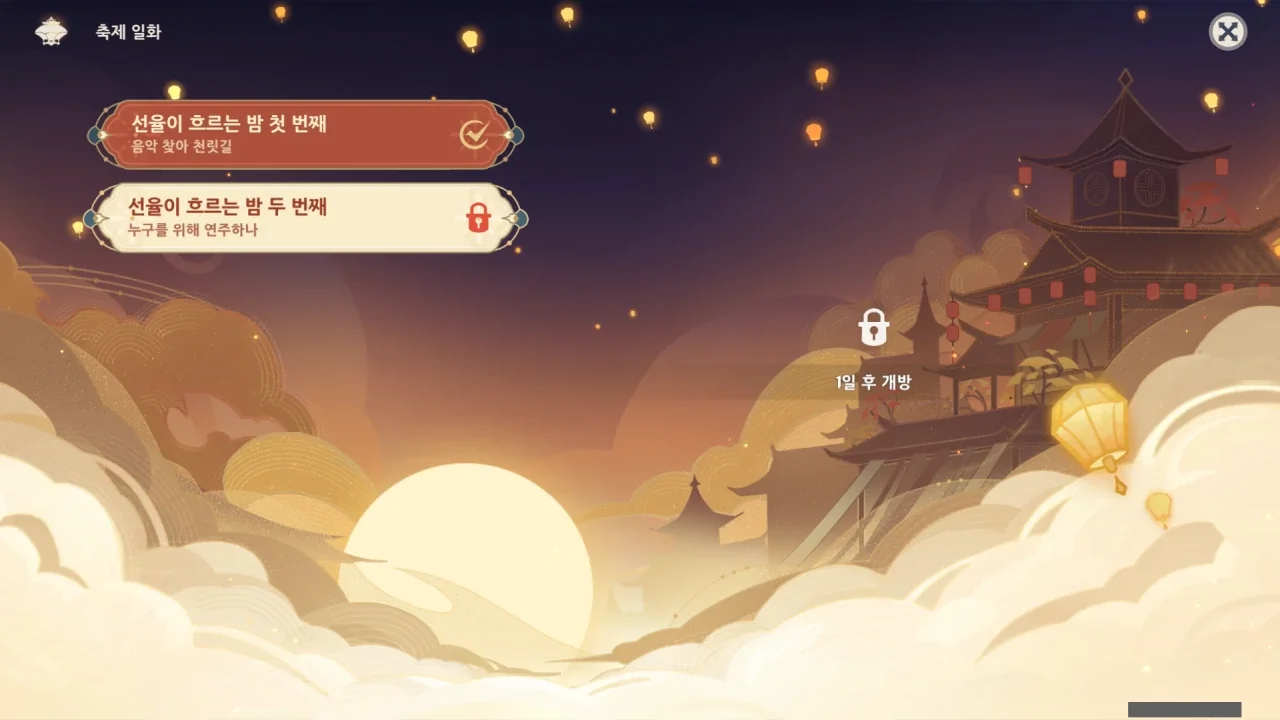 축제 일화
선율이 흐르는 밤 첫 번째
음악 찾아 천릿길
선율이 흐르는 밤 두 번째
누구를 위해 연주하나
1일 후 개방